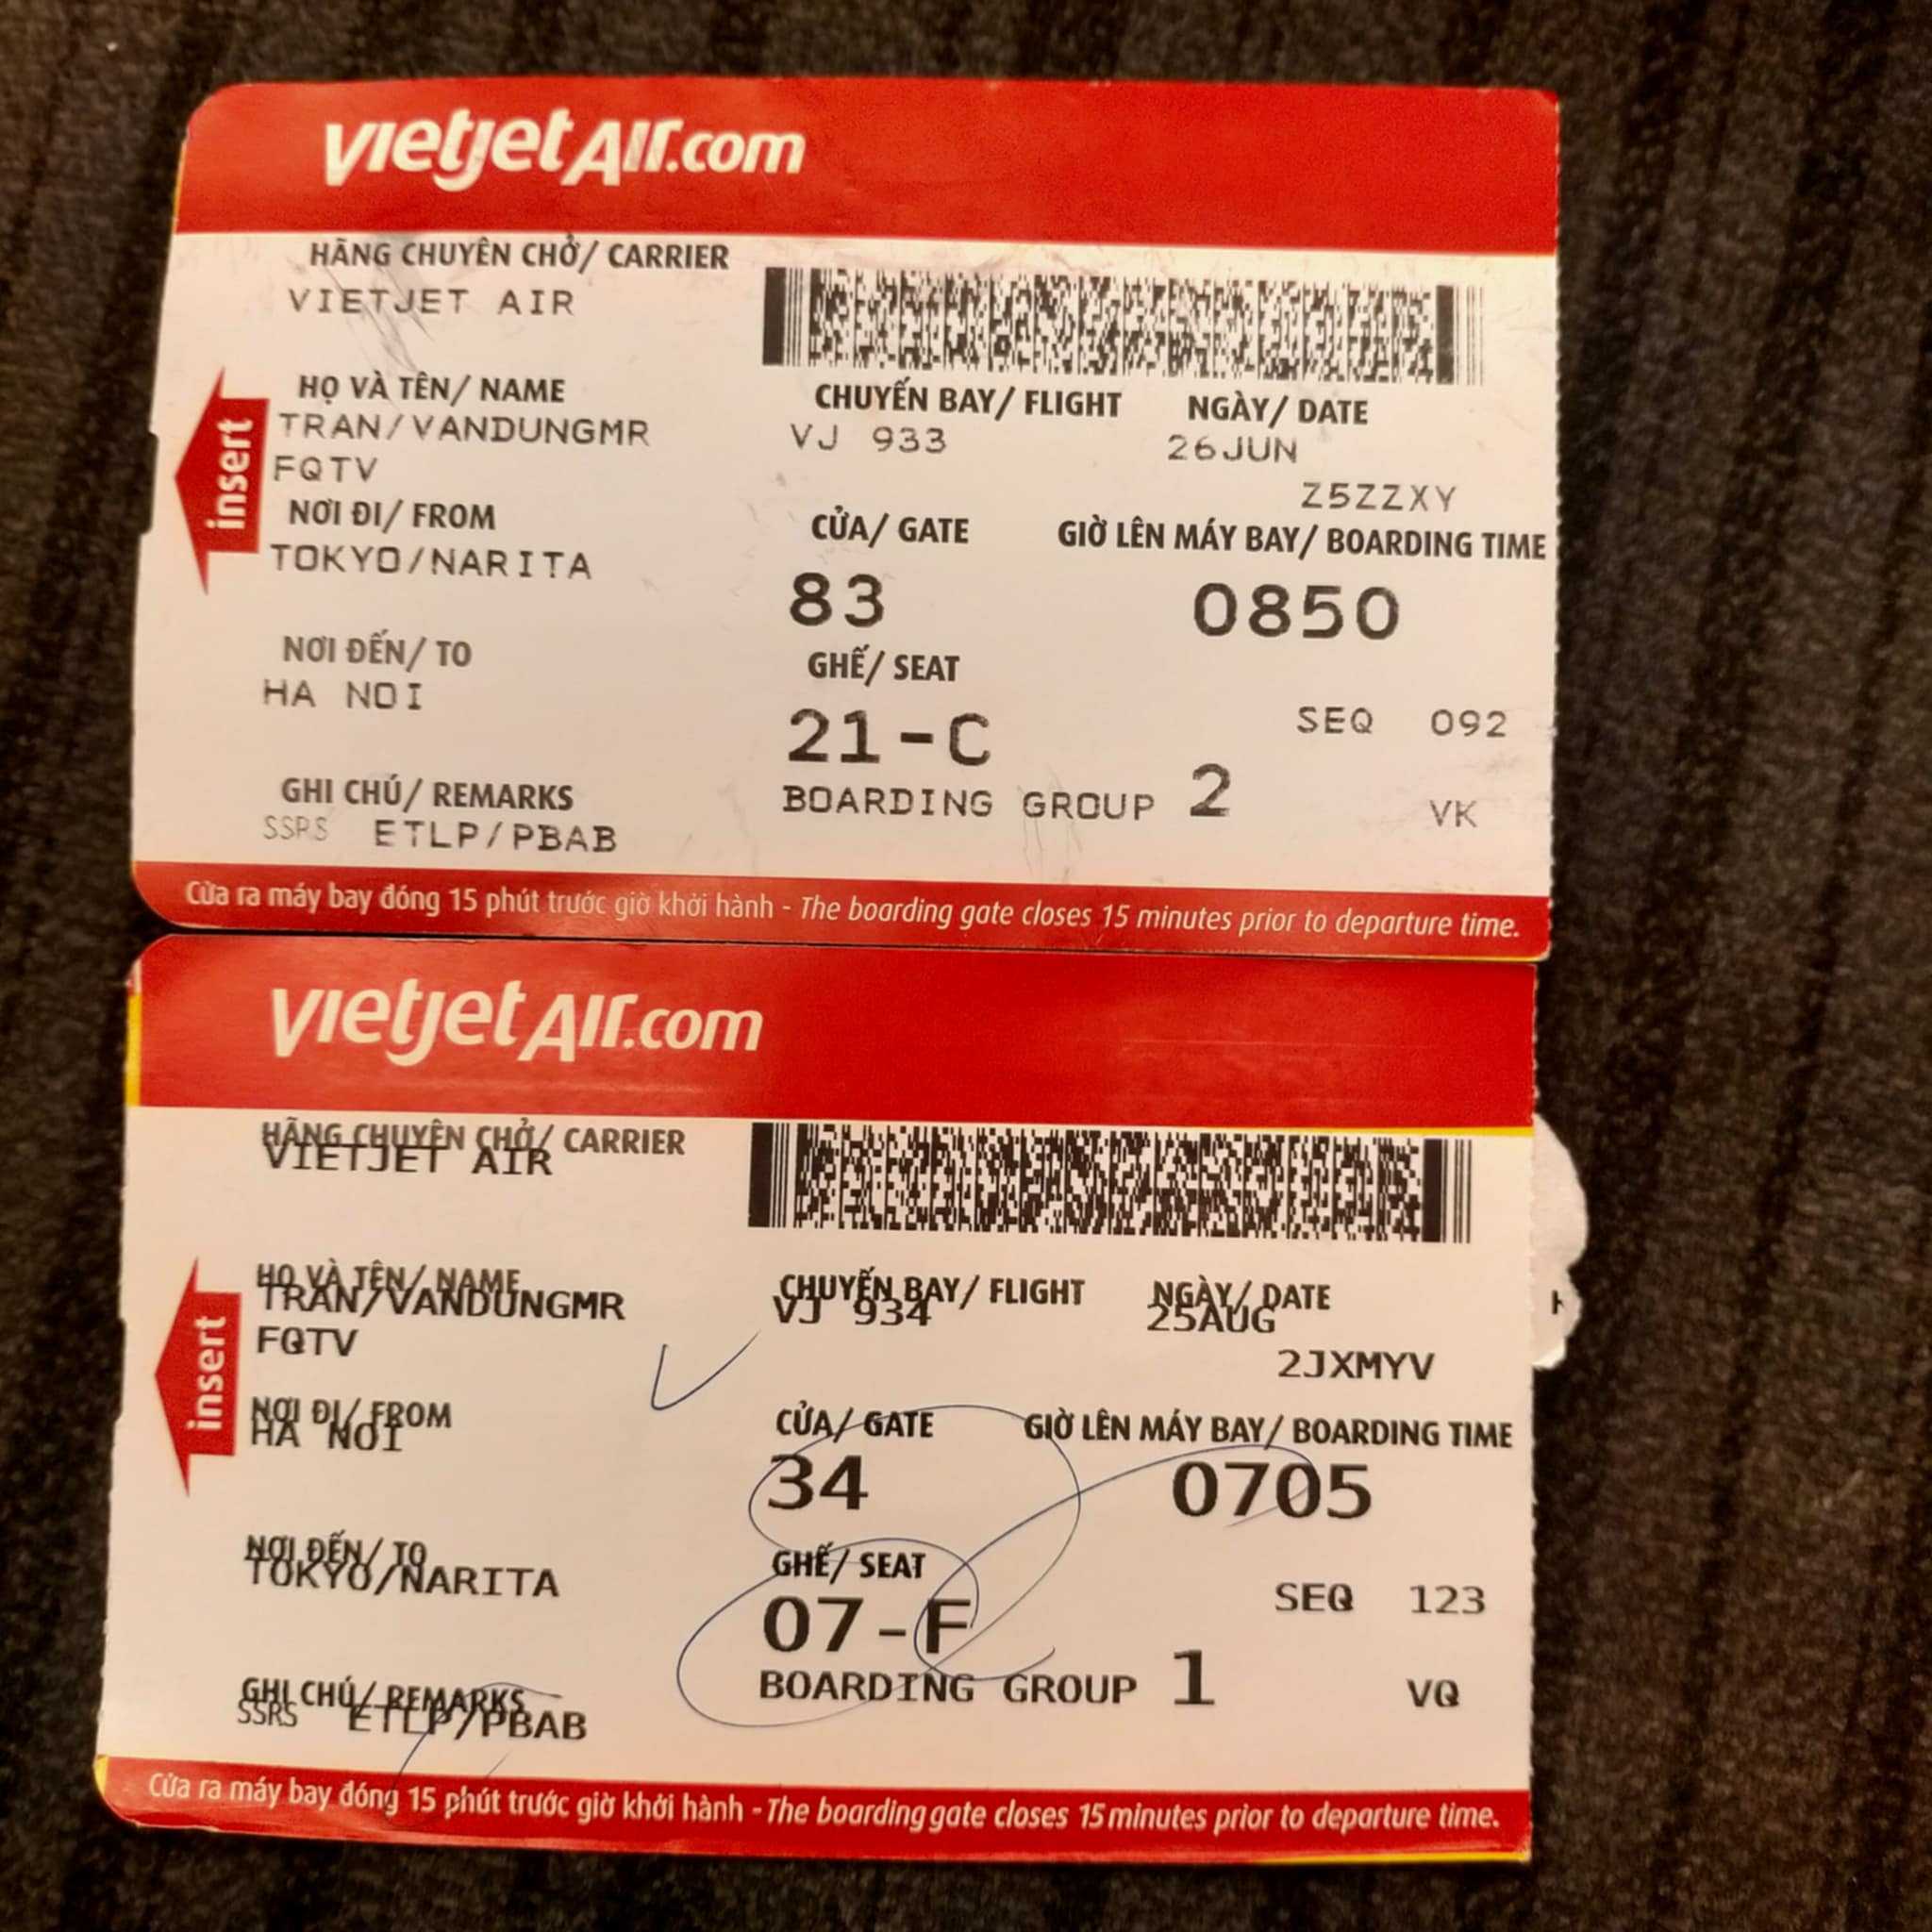 vietjetAir.com
HÃNG CHUYÊN CHỞ/ CARRIER
VIETJET AIR
HỌ VÀ TÊN/ NAME
TRAN/VANDUNGMR
FQTV
CHUYẾN BAY/ FLIGHT
VJ 933
NGÀY/ DATE
26JUN
Z5ZZXY
NƠI ĐI/ FROM
TOKYO/NARITA
CỬA/ GATE
83
GIỜ LÊN MÁY BAY/ BOARDING TIME
0850
NƠI ĐẾN/ TO
HA NOI
GHẾ/ SEAT
21-C
SEQ 092
BOARDING GROUP 2
VK
GHI CHÚ/ REMARKS
SSRS ETLP/PBAB
insert
Cửa ra máy bay đóng 15 phút trước giờ khởi hành - The boarding gate closes 15 minutes prior to departure time.
vietjetAir.com
HÃNG CHUYÊN CHỞ/ CARRIER
VIETJET AIR
HỌ VÀ TÊN/ NAME
TRAN/VANDUNGMR
FQTV
CHUYẾN BAY/ FLIGHT
VJ 934
NGÀY/ DATE
25AUG
2JXMYV
NƠI ĐI/ FROM
HA NOI
CỬA/ GATE
34
GIỜ LÊN MÁY BAY/ BOARDING TIME
0705
NƠI ĐẾN/ TO
TOKYO/NARITA
GHẾ/ SEAT
07-F
SEQ 123
BOARDING GROUP 1
VQ
GHI CHÚ/ REMARKS
SSRS ETLP/PBAB
insert
Cửa ra máy bay đóng 15 phút trước giờ khởi hành - The boarding gate closes 15 minutes prior to departure time.